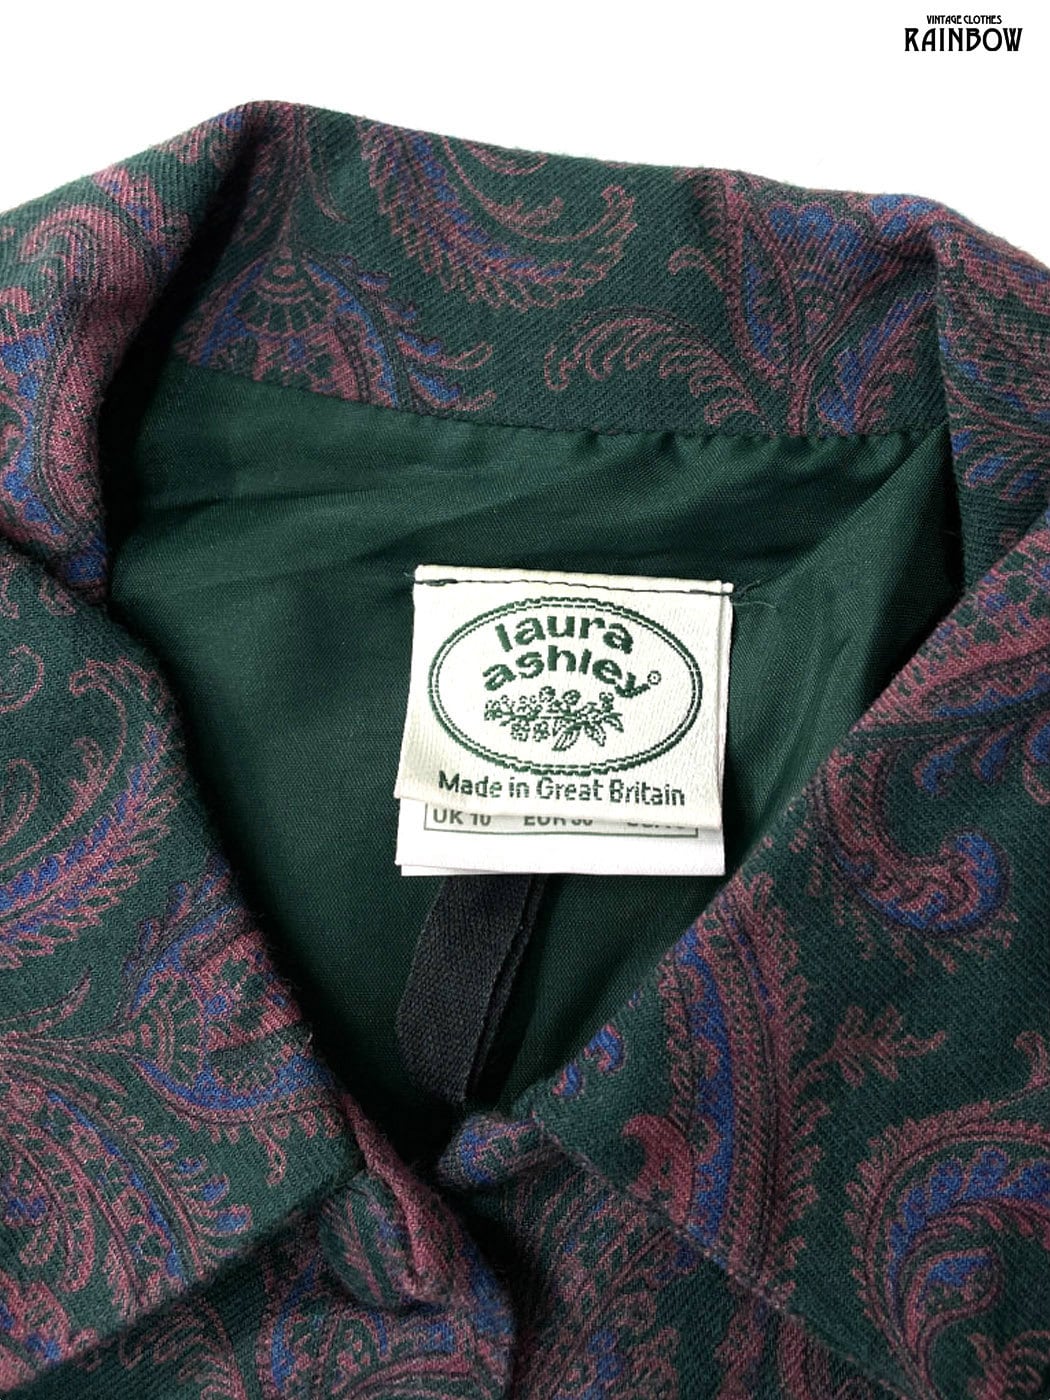 VINTAGE CLOTHES
RAINBOW
laura
ashley®
Made in Great Britain
UK 10